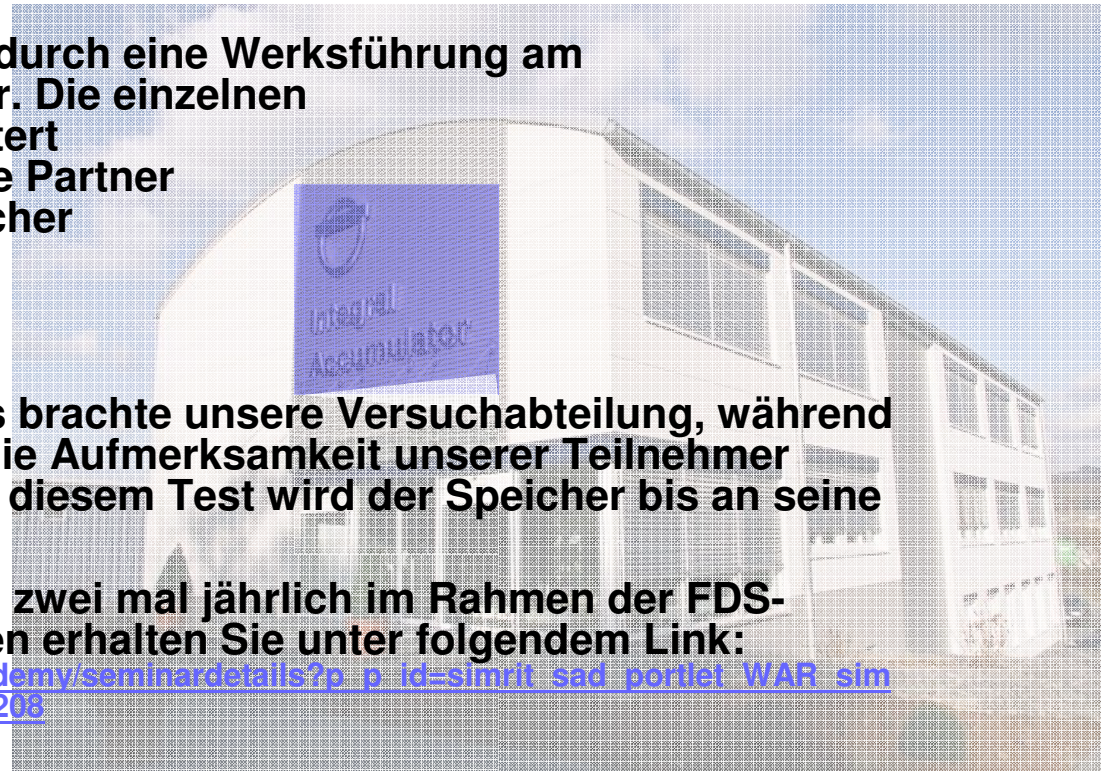 durch eine Werksführung am
r. Die einzelnen
tert
e Partner
cher
Integral
Accumulator
s brachte unsere Versuchabteilung, während
ie Aufmerksamkeit unserer Teilnehmer
diesem Test wird der Speicher bis an seine
zwei mal jährlich im Rahmen der FDS-
en erhalten Sie unter folgendem Link:
demy/seminardetails?p_p_id=simrit_sad_portlet_WAR_sim
208